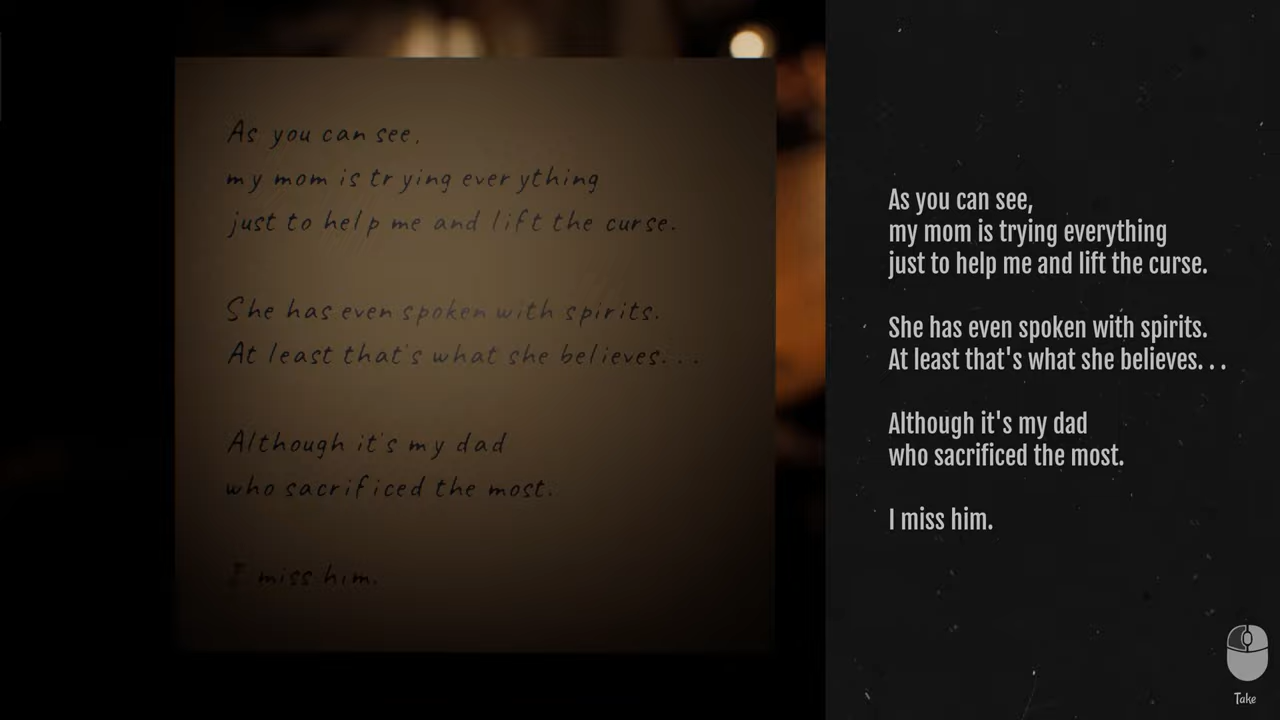 As you can see,
my mom is trying everything
just to help me and lift the curse.
She has even spoken with spirits.
At least that's what she believes. . .
Although it's my dad
who sacrificed the most.
I miss him.
As you can see,
my mom is trying everything
just to help me and lift the curse.
She has even spoken with spirits.
At least that's what she believes. . .
Although it's my dad
who sacrificed the most.
I miss him.
Take